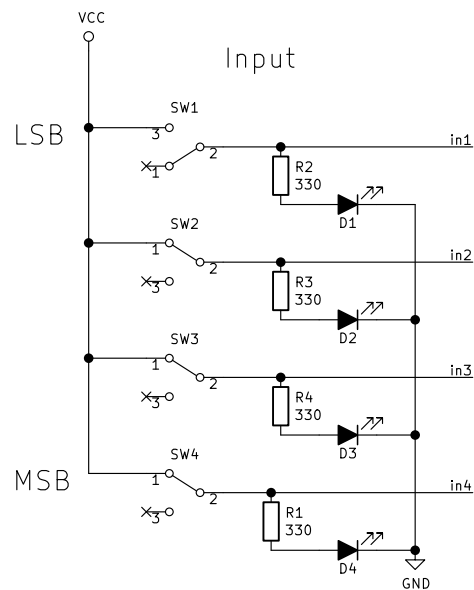 VCC
Input
SW1
LSB
3
in1
1
2
R2
330
D1
SW2
1
2
in2
3
R3
330
D2
SW3
1
2
in3
3
R4
330
D3
SW4
MSB
1
2
in4
3
R1
330
D4
GND